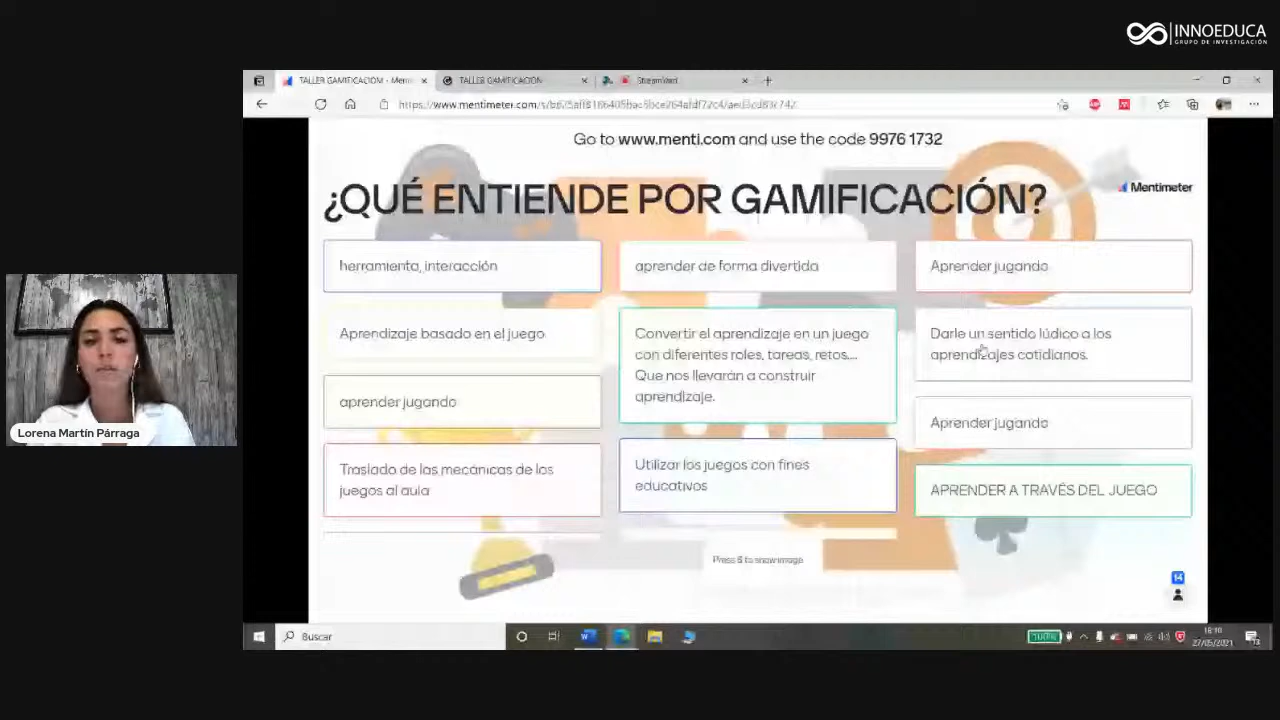 INNOEDUCA
GRUPO DE INVESTIGACIÓN
TALLER GAMIFICACION - Men
TALLER GAMIFICACION
StreamYard
Go to www.menti.com and use the code 9976 1732
¿QUÉ ENTIENDE POR GAMIFICACIÓN?
Mentimeter
herramienta, interacción
aprender de forma divertida
Aprender jugando
Aprendizaje basado en el juego.
Convertir el aprendizaje en un juego
con diferentes roles, tareas, retos...
Que nos llevarán a construir
aprendizaje.
Darle un sentido lúdico a los
aprendizajes cotidianos.
aprender jugando
Aprender jugando
Traslado de las mecánicas de los
juegos al aula
Utilizar los juegos con fines
educativos
APRENDER A TRAVÉS DEL JUEGO
Press S to show image
14
Lorena Martín Párraga
Buscar
100%
18:10
27/05/2021